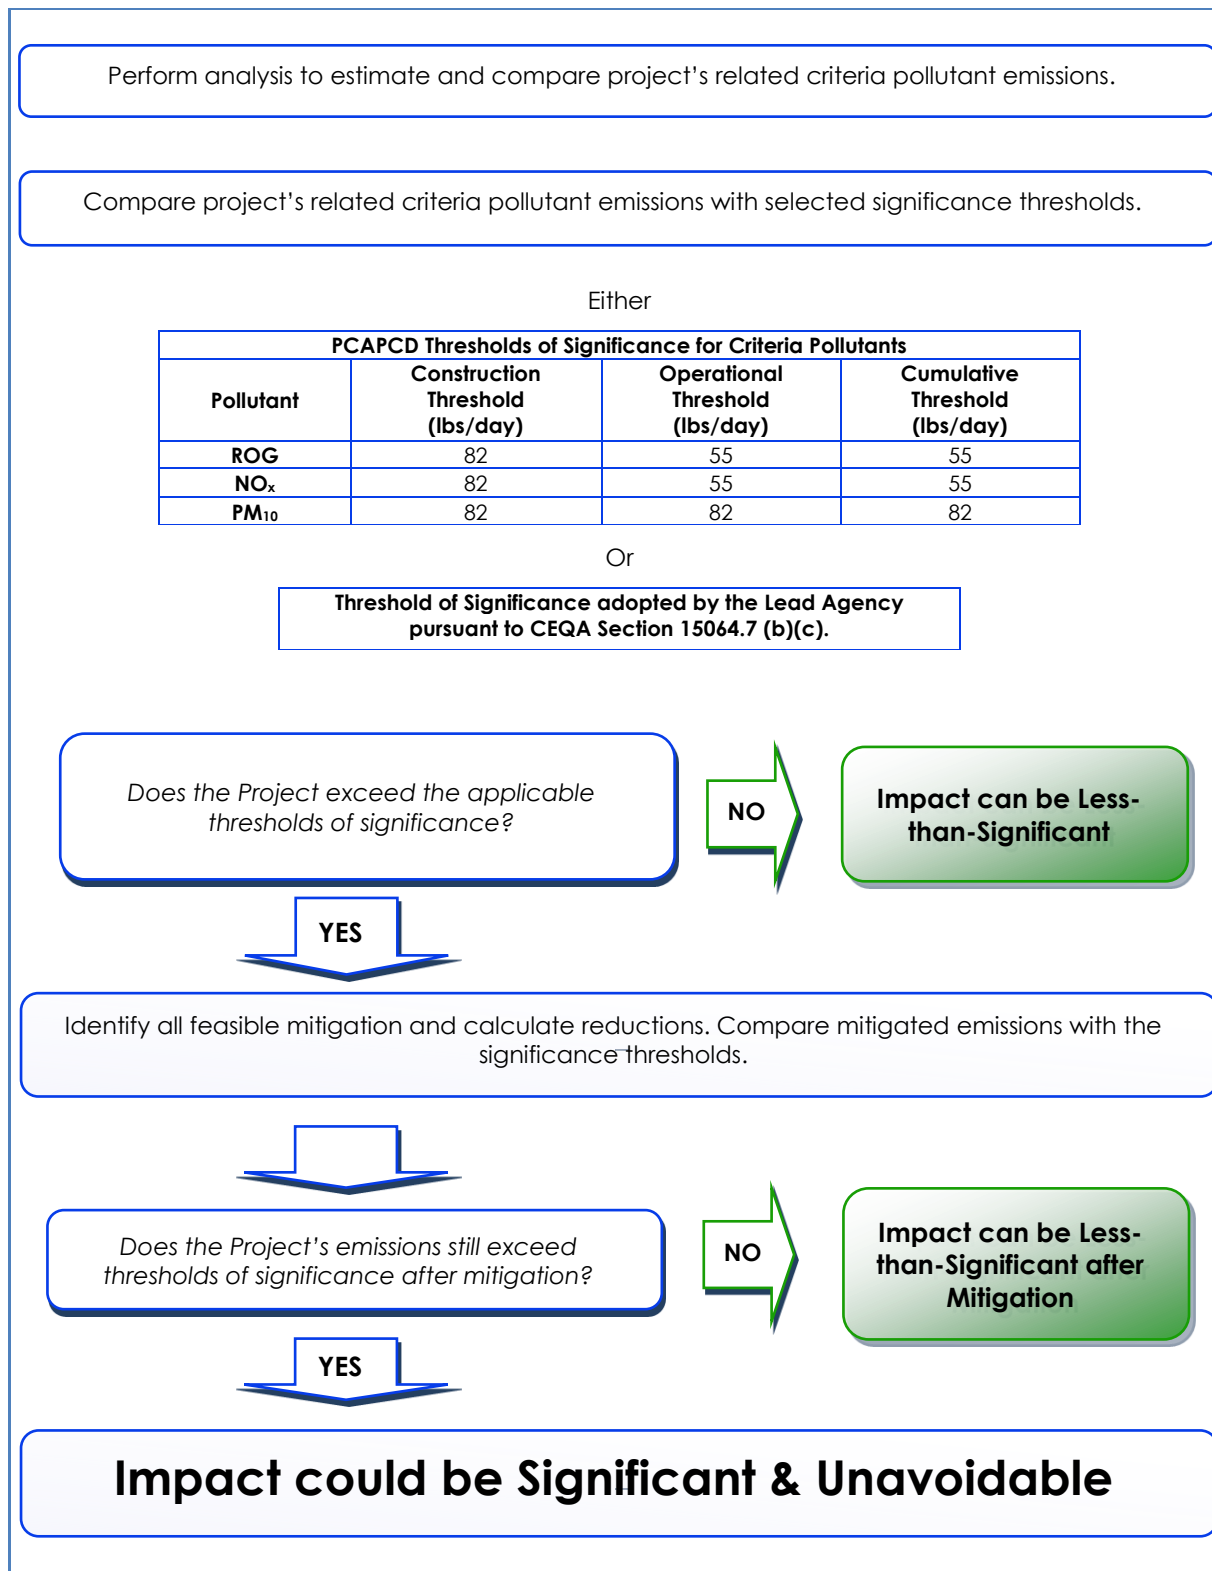 Perform analysis to estimate and compare project's related criteria pollutant emissions.
Compare project's related criteria pollutant emissions with selected significance thresholds.
Either
PCAPCD Thresholds of Significance for Criteria Pollutants
Pollutant Construction Threshold (lbs/day) Operational Threshold (lbs/day) Cumulative Threshold (lbs/day)
ROG 82 55 55
NOx 82 55 55
PM10 82 82 82
Or
Threshold of Significance adopted by the Lead Agency
pursuant to CEQA Section 15064.7 (b)(c).
Does the Project exceed the applicable
thresholds of significance?
NO
Impact can be Less-
than-Significant
YES
Identify all feasible mitigation and calculate reductions. Compare mitigated emissions with the
significance thresholds.
Does the Project's emissions still exceed
thresholds of significance after mitigation?
NO
Impact can be Less-
than-Significant after
Mitigation
YES
Impact could be Significant & Unavoidable